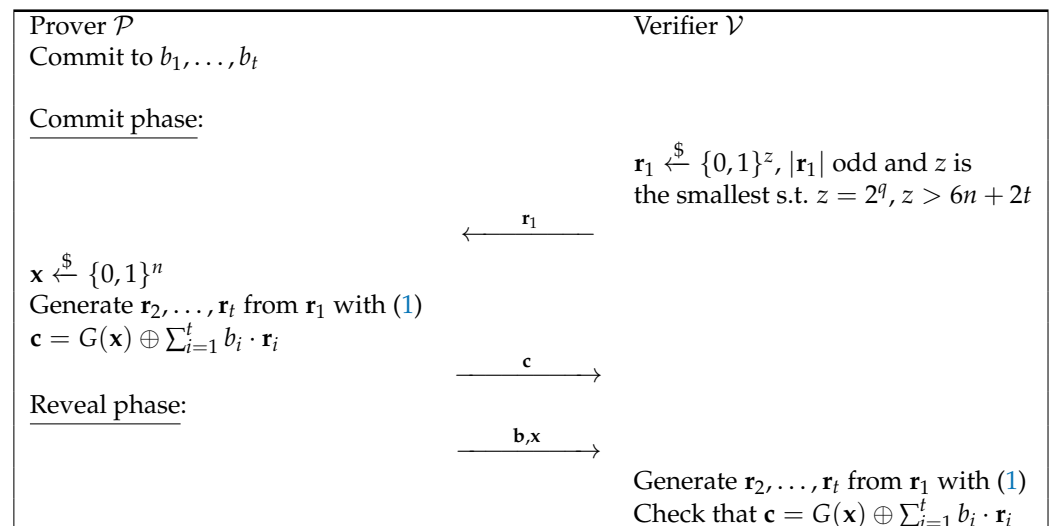 Prover 𝒫 Verifier 𝒱
Commit to b₁, . . . , bₜ
Commit phase:
r₁ ←$ {0, 1}ᶻ, |r₁| odd and z is
the smallest s.t. z = 2^q, z > 6n + 2t
r₁
x ←$ {0, 1}ⁿ
Generate r₂, . . . , rₜ from r₁ with (1)
c = G(x) ⊕ ∑ᵢ₌₁ᵗ bᵢ · rᵢ
c
Reveal phase:
b,x
Generate r₂, . . . , rₜ from r₁ with (1)
Check that c = G(x) ⊕ ∑ᵢ₌₁ᵗ bᵢ · rᵢ